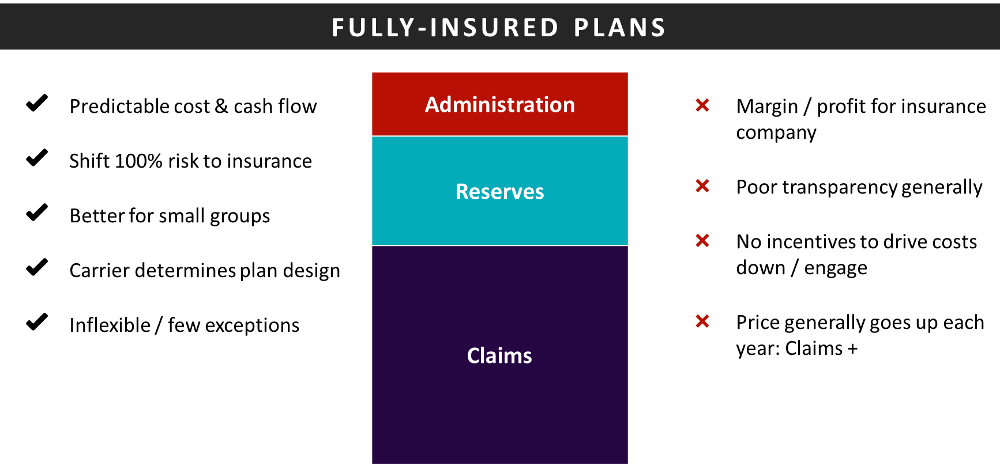 FULLY-INSURED PLANS
Predictable cost & cash flow
Shift 100% risk to insurance
Better for small groups
Carrier determines plan design
Inflexible / few exceptions
Administration
Reserves
Claims
Margin / profit for insurance
company
Poor transparency generally
No incentives to drive costs
down / engage
Price generally goes up each
year: Claims +